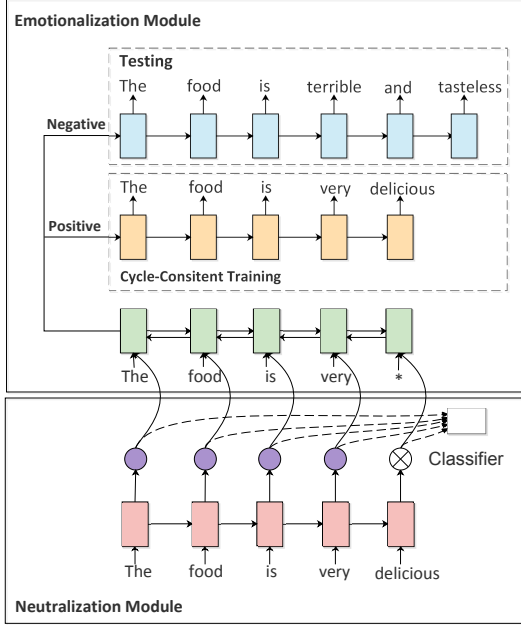 Emotionalization Module
Testing
The food is terrible and tasteless
Negative
The food is very delicious
Positive
Cycle-Consitent Training
The food is very *
Classifier
The food is very delicious
Neutralization Module